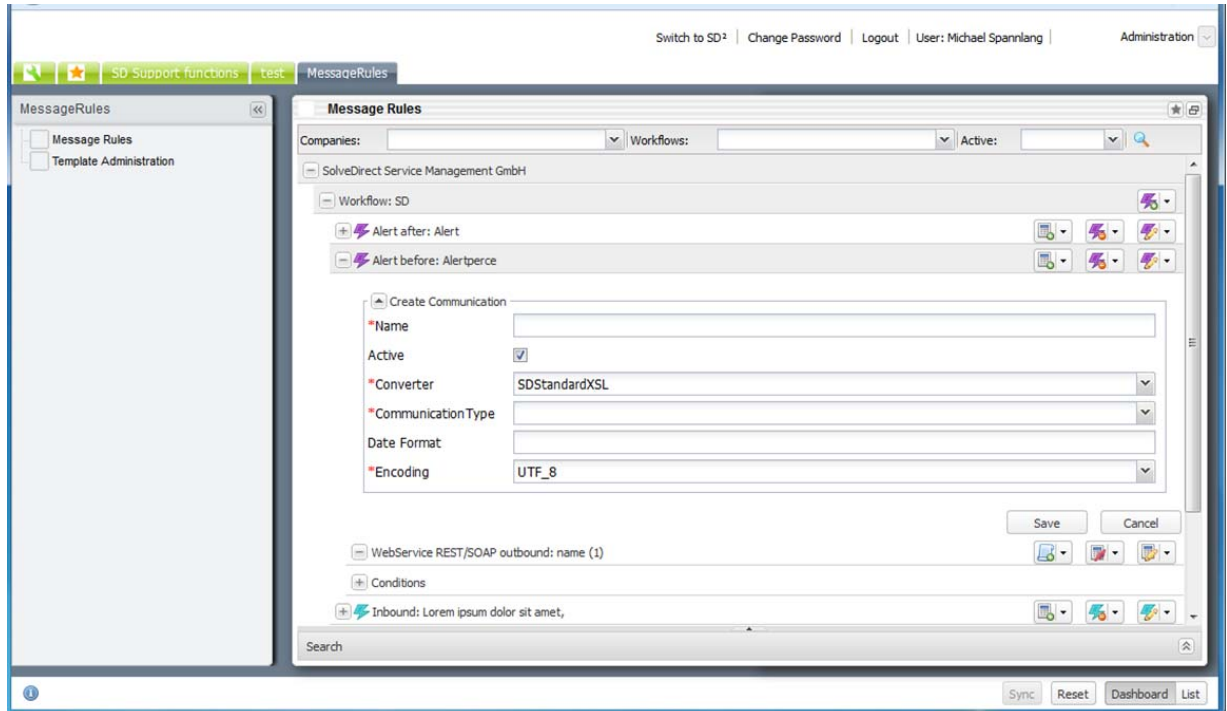 Switch to SD² | Change Password | Logout | User: Michael Spannlang | Administration
SD Support functions test MessageRules
MessageRules
Message Rules
Template Administration
Message Rules
Companies: Workflows: Active:
SolveDirect Service Management GmbH
Workflow: SD
Alert after: Alert
Alert before: Alertperce
Create Communication
*Name
Active
*Converter SDStandardXSL
*CommunicationType
Date Format
*Encoding UTF_8
Save Cancel
WebService REST/SOAP outbound: name (1)
Conditions
Inbound: Lorem ipsum dolor sit amet,
Search
Sync Reset Dashboard List